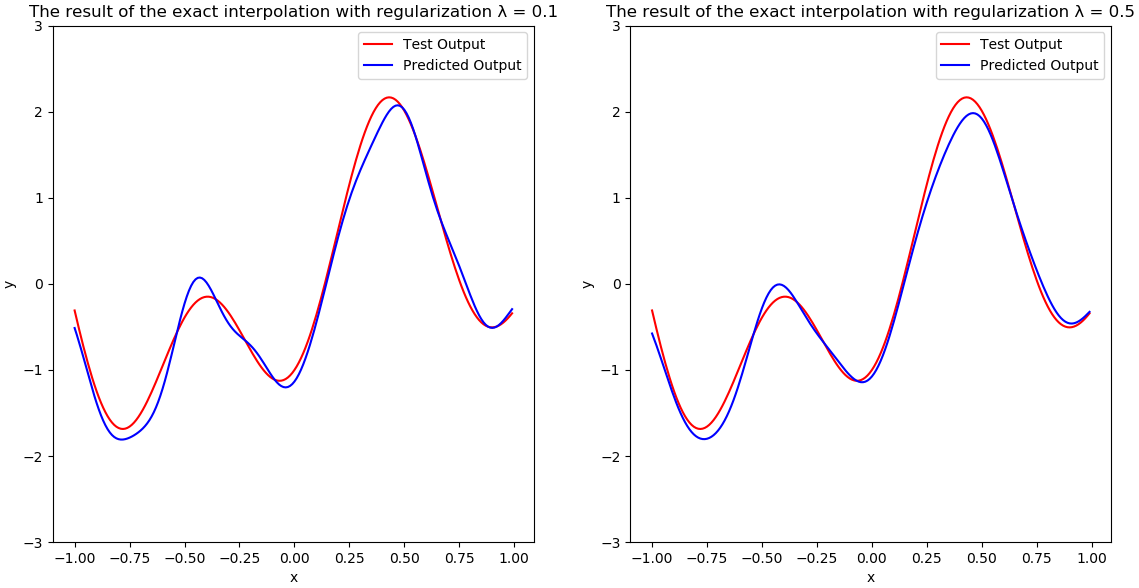 The result of the exact interpolation with regularization λ = 0.1
Test Output
Predicted Output
3
2
1
0
−1
−2
−3
y
−1.00 −0.75 −0.50 −0.25 0.00 0.25 0.50 0.75 1.00
x
The result of the exact interpolation with regularization λ = 0.5
Test Output
Predicted Output
3
2
1
0
−1
−2
−3
y
−1.00 −0.75 −0.50 −0.25 0.00 0.25 0.50 0.75 1.00
x